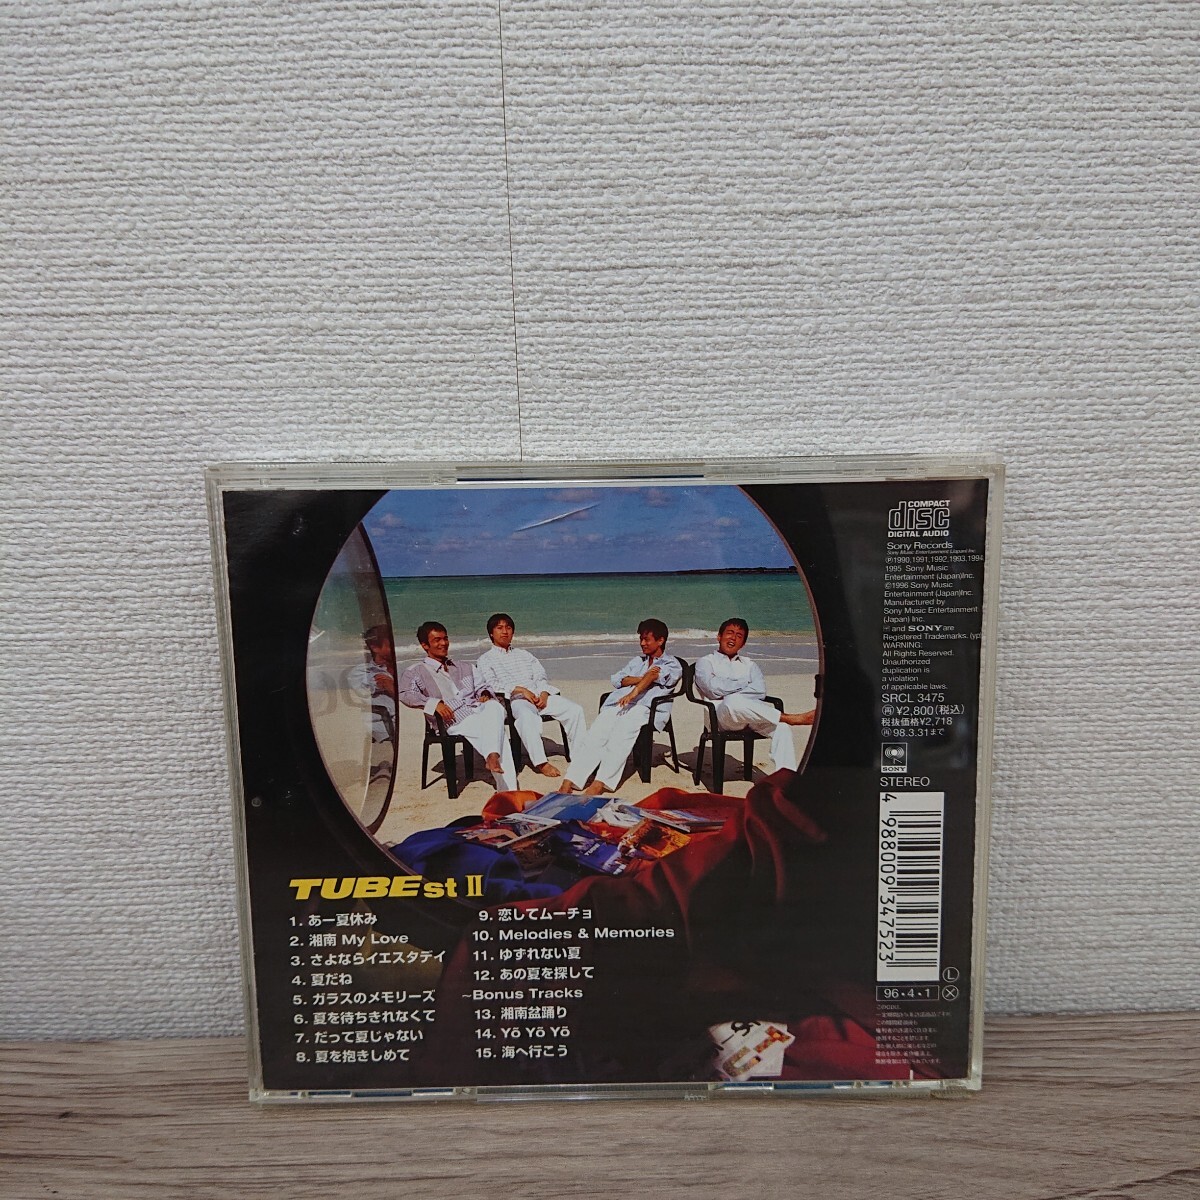 TUBEst II
1. あー夏休み
2. 湘南 My Love
3. さよならイエスタデイ
4. 夏だね
5. ガラスのメモリーズ
6. 夏を待ちきれなくて
7. だって夏じゃない
8. 夏を抱きしめて
9. 恋してムーチョ
10. Melodies & Memories
11. ゆずれない夏
12. あの夏を探して
~Bonus Tracks
13. 湘南盆踊り
14. Yō Yō Yō
15. 海へ行こう
COMPACT
disc
DIGITAL AUDIO
Sony Records
Sony Music Entertainment (Japan) Inc.
Ⓟ1990,1991,1992,1993,1994
1995 Sony Music
Entertainment (Japan)Inc.
©1996 Sony Music
Entertainment (Japan)Inc.
Manufactured by
Sony Music Entertainment
(Japan) Inc.
and SONY are
Registered Trademarks. (yp)
WARNING:
All Rights Reserved.
Unauthorized
duplication is
a violation
of applicable laws.
SRCL 3475
㊢¥2,800(税込)
税抜価格¥2,718
98.3.31まで
SONY
STEREO
4 988009 347523
L
96・4・1
X